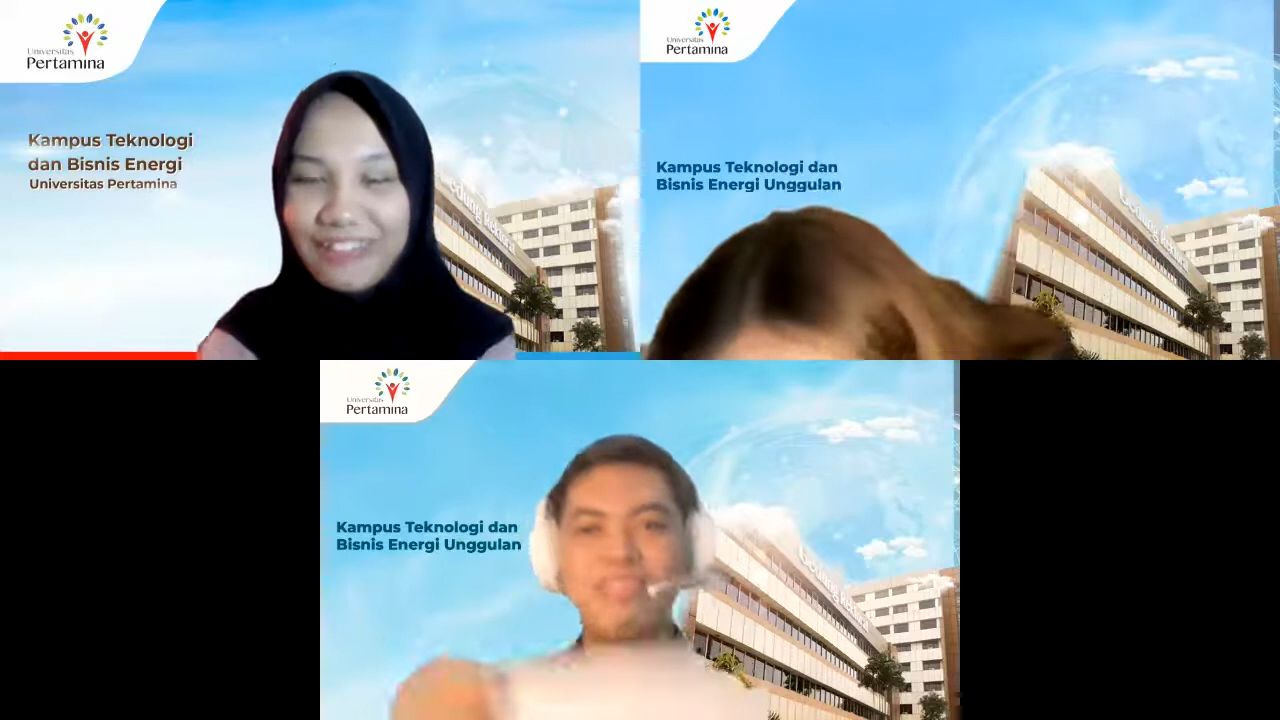 Universitas
Pertamina
Kampus Teknologi
dan Bisnis Energi
Universitas Pertamina
Universitas
Pertamina
Kampus Teknologi dan
Bisnis Energi Unggulan
Universitas
Pertamina
Kampus Teknologi dan
Bisnis Energi Unggulan